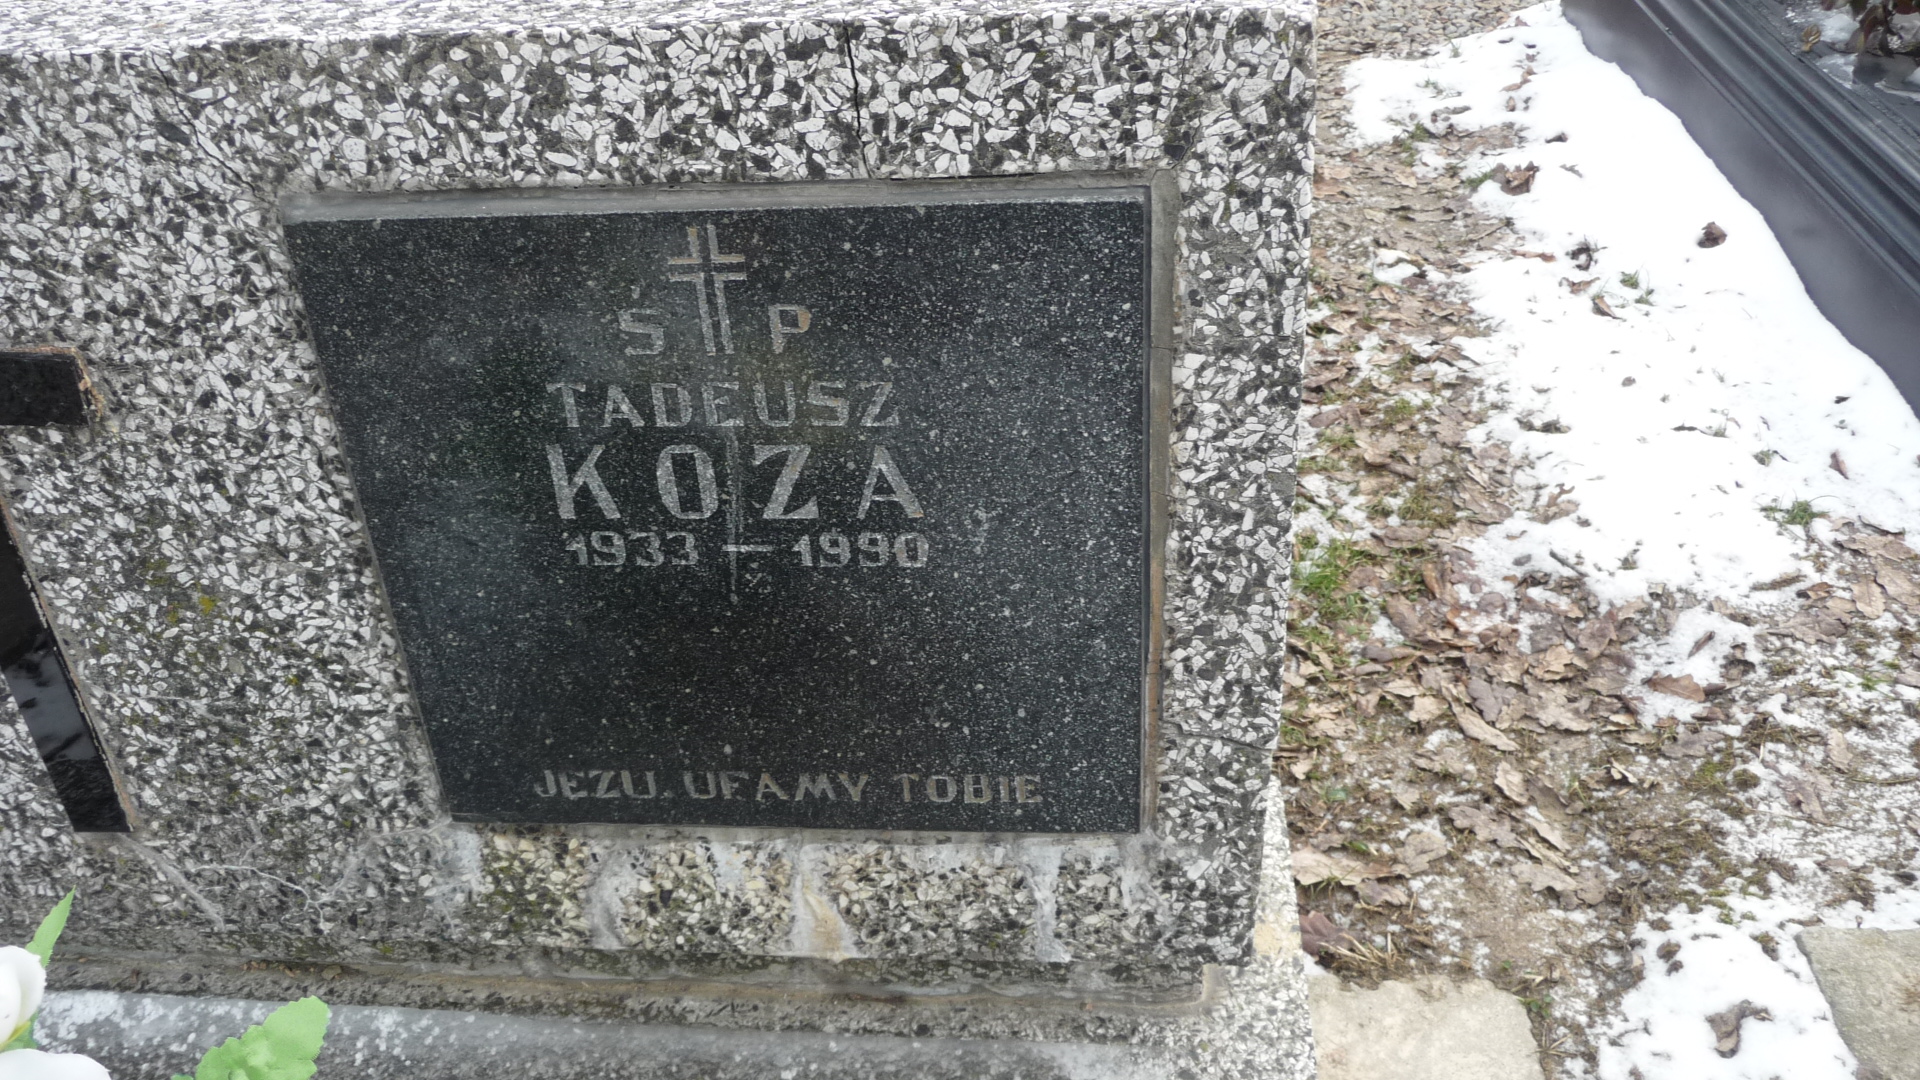 Ś P
TADEUSZ
KOZA
1933 – 1990
JEZU UFAMY TOBIE